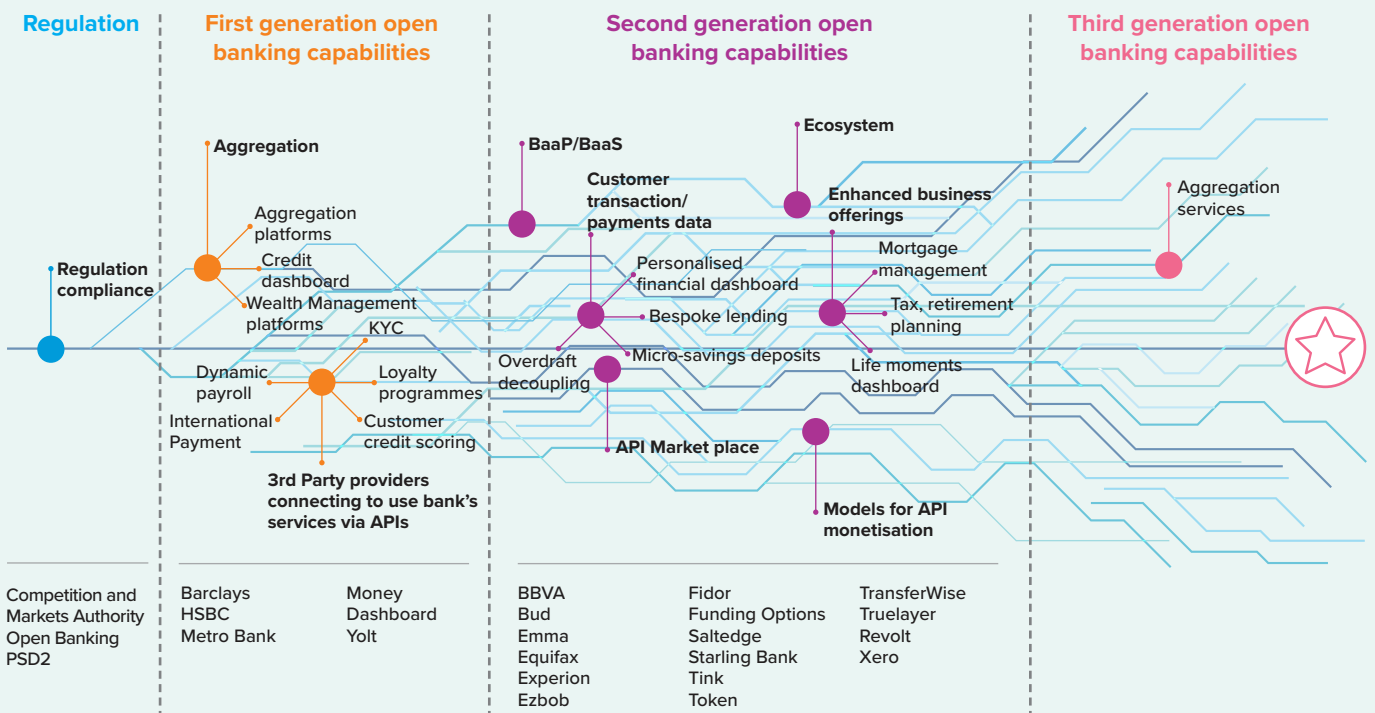 Regulation
First generation open
banking capabilities
Second generation open
banking capabilities
Third generation open
banking capabilities
Regulation
compliance
Aggregation
Aggregation
platforms
Credit
dashboard
Wealth Management
platforms
KYC
Dynamic
payroll
Loyalty
programmes
International
Payment
Customer
credit scoring
3rd Party providers
connecting to use bank's
services via APIs
BaaP/BaaS
Customer
transaction/
payments data
Personalised
financial dashboard
Bespoke lending
Micro-savings deposits
Overdraft
decoupling
API Market place
Ecosystem
Enhanced business
offerings
Mortgage
management
Tax, retirement
planning
Life moments
dashboard
Models for API
monetisation
Aggregation
services
Competition and
Markets Authority
Open Banking
PSD2
Barclays
HSBC
Metro Bank
Money
Dashboard
Yolt
BBVA
Bud
Emma
Equifax
Experion
Ezbob
Fidor
Funding Options
Saltedge
Starling Bank
Tink
Token
TransferWise
Truelayer
Revolt
Xero